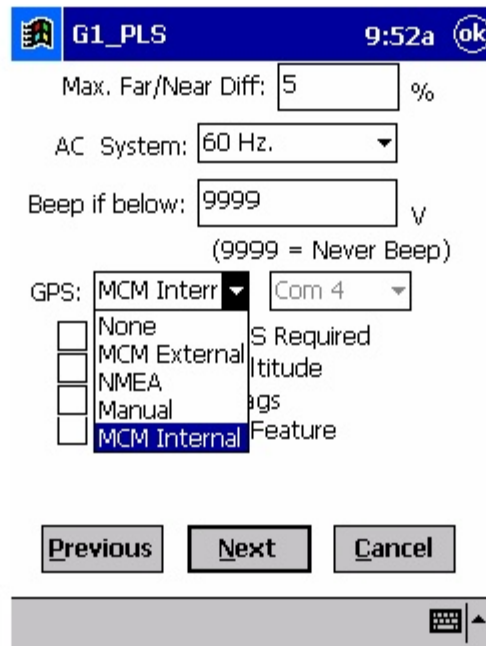 G1_PLS 9:52a ok
Max. Far/Near Diff: 5 %
AC System: 60 Hz.
Beep if below: 9999 V
(9999 = Never Beep)
GPS: MCM Interr Com 4
None
MCM External
NMEA
Manual
MCM Internal
S Required
ltitude
ags
Feature
Previous Next Cancel